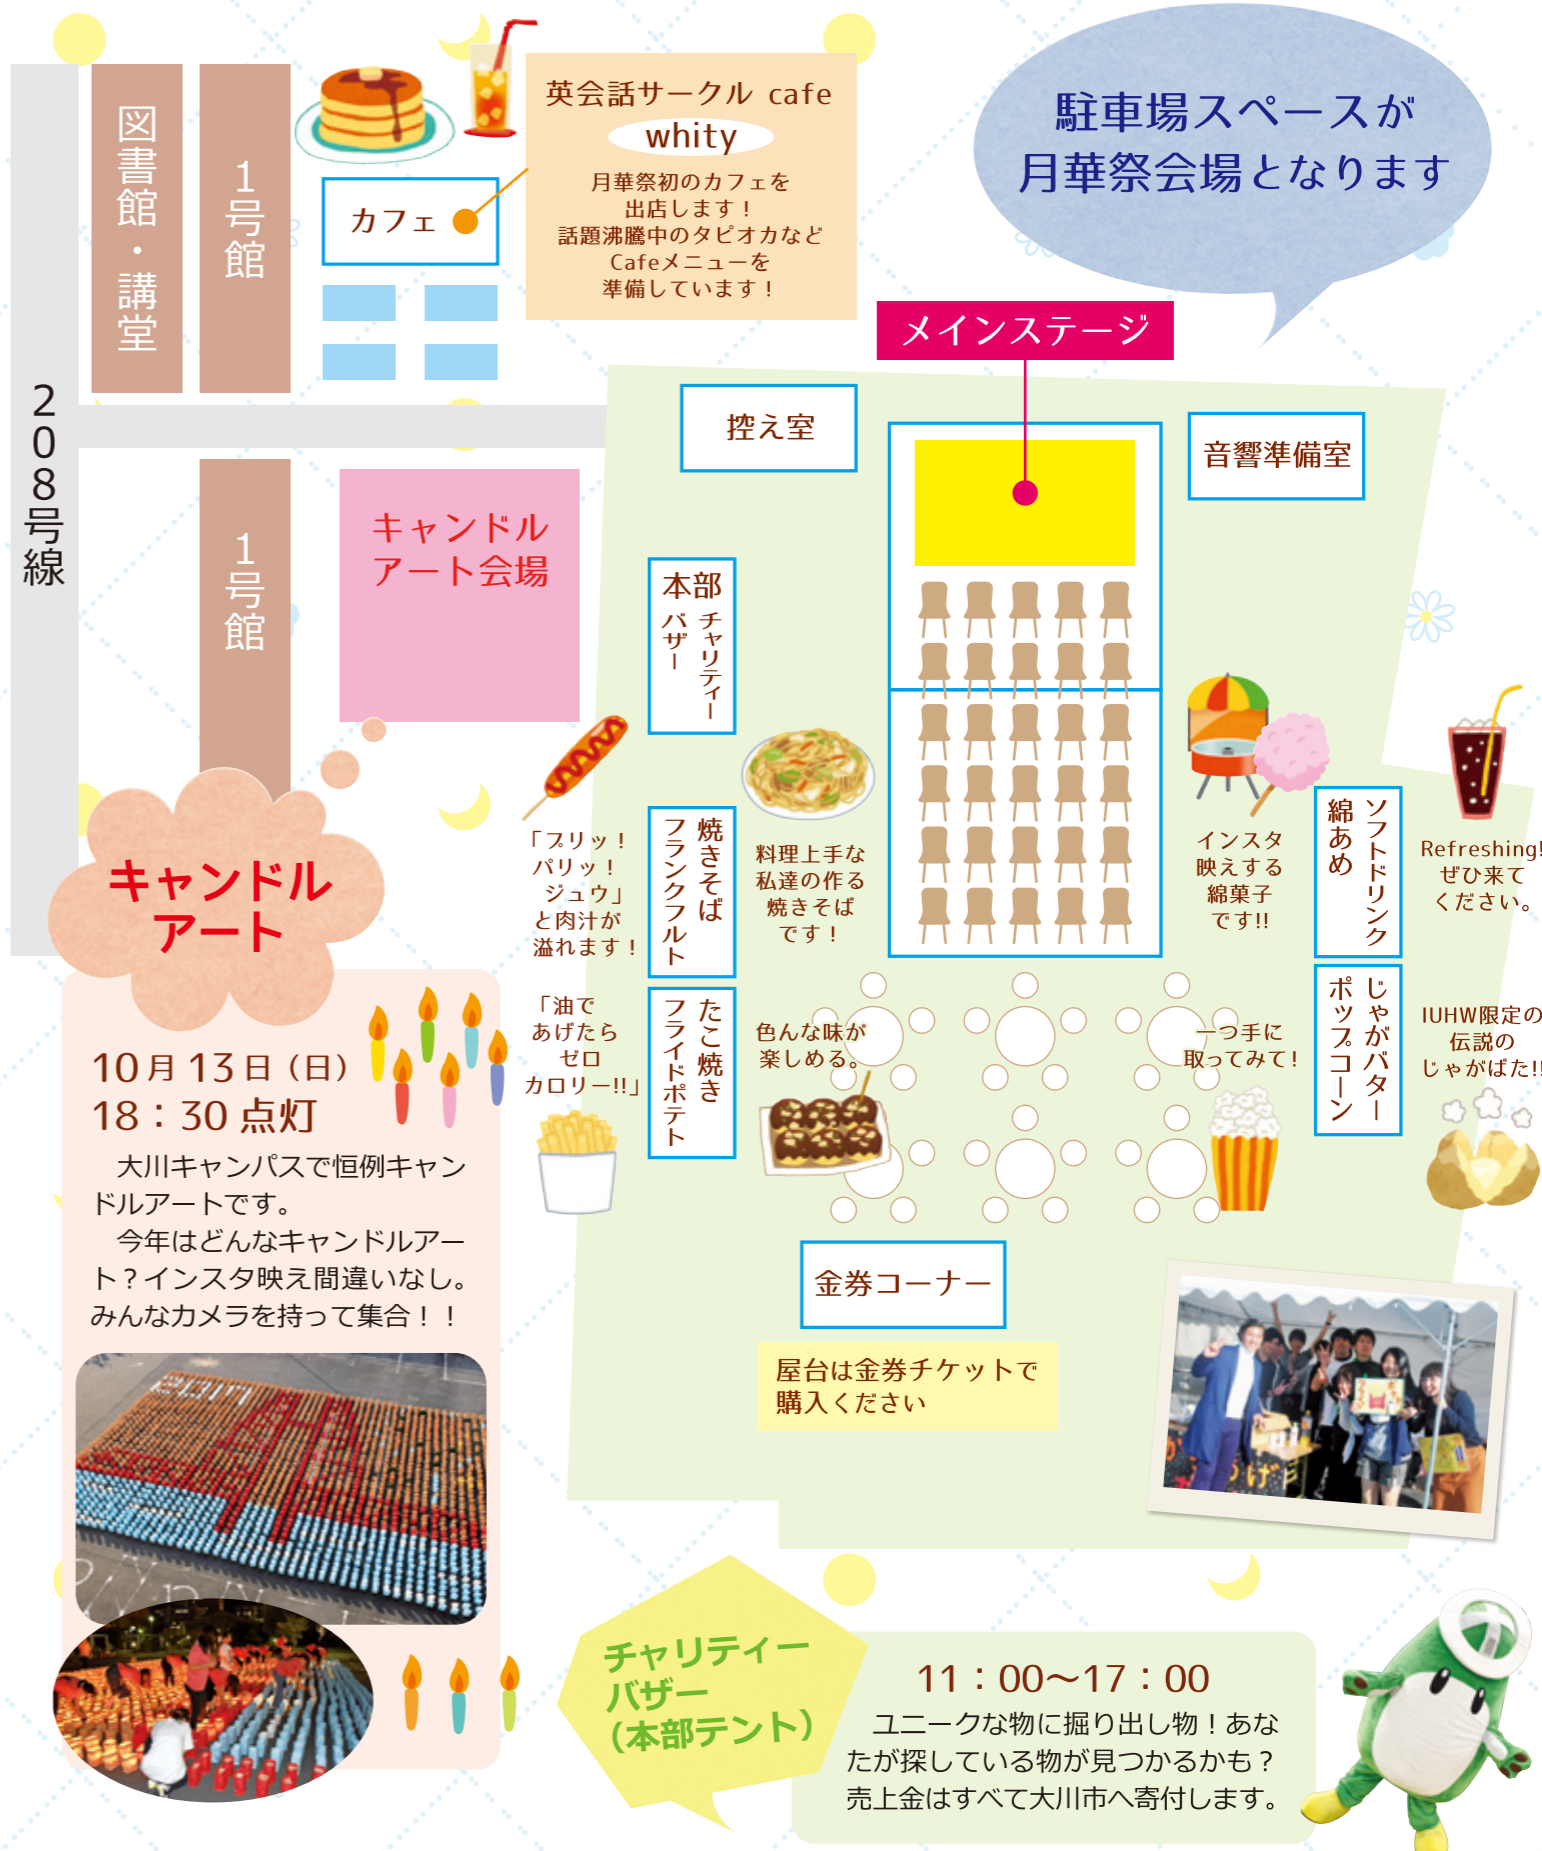 図書館・講堂
1号館
208号線
カフェ
英会話サークル cafe
whity
月華祭初のカフェを
出店します！
話題沸騰中のタピオカなど
Cafeメニューを
準備しています！
駐車場スペースが
月華祭会場となります
メインステージ
控え室
音響準備室
1号館
キャンドル
アート会場
本部
チャリティー
バザー
「プリッ！
パリッ！
ジュウ」
と肉汁が
溢れます！
焼きそば
フランクフルト
料理上手な
私達の作る
焼きそば
です！
インスタ
映えする
綿菓子
です!!
ソフトドリンク
綿あめ
Refreshing!
ぜひ来て
ください。
「油で
あげたら
ゼロ
カロリー!!」
たこ焼き
フライドポテト
色んな味が
楽しめる。
一つ手に
取ってみて！
じゃがバター
ポップコーン
IUHW限定の
伝説の
じゃがばた!!
金券コーナー
屋台は金券チケットで
購入ください
キャンドル
アート
10月13日（日）
18：30 点灯
大川キャンパスで恒例キャン
ドルアートです。
今年はどんなキャンドルアー
ト？インスタ映え間違いなし。
みんなカメラを持って集合！！
2017
チャリティー
バザー
（本部テント）
11：00〜17：00
ユニークな物に掘り出し物！あな
たが探している物が見つかるかも？
売上金はすべて大川市へ寄付します。